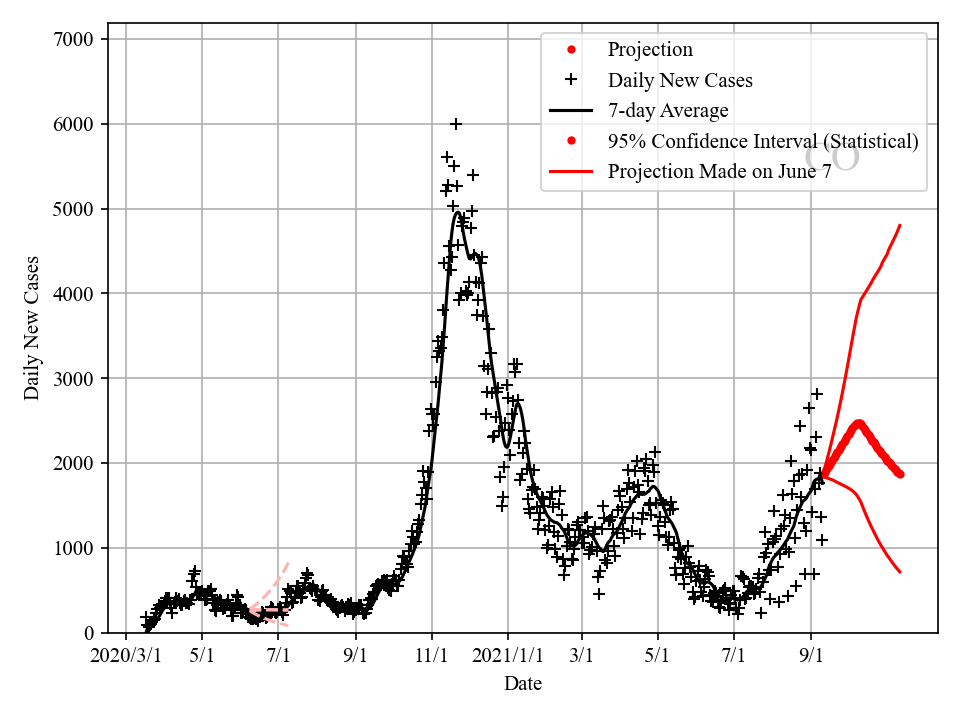 7000
6000
5000
4000
3000
2000
1000
0
Daily New Cases
Projection
Daily New Cases
7-day Average
95% Confidence Interval (Statistical)
Projection Made on June 7
CO
2020/3/1 5/1 7/1 9/1 11/1 2021/1/1 3/1 5/1 7/1 9/1
Date